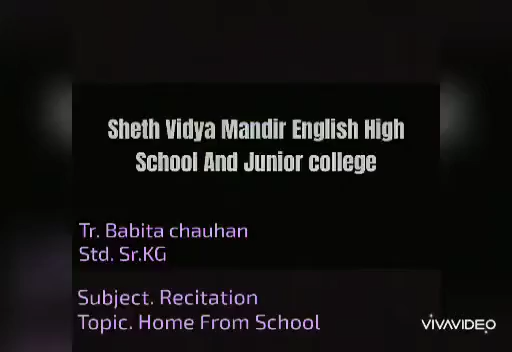 Sheth Vidya Mandir English High
School And Junior college
Tr. Babita chauhan
Std. Sr.KG
Subject. Recitation
Topic. Home From School
VIVAVIDEO